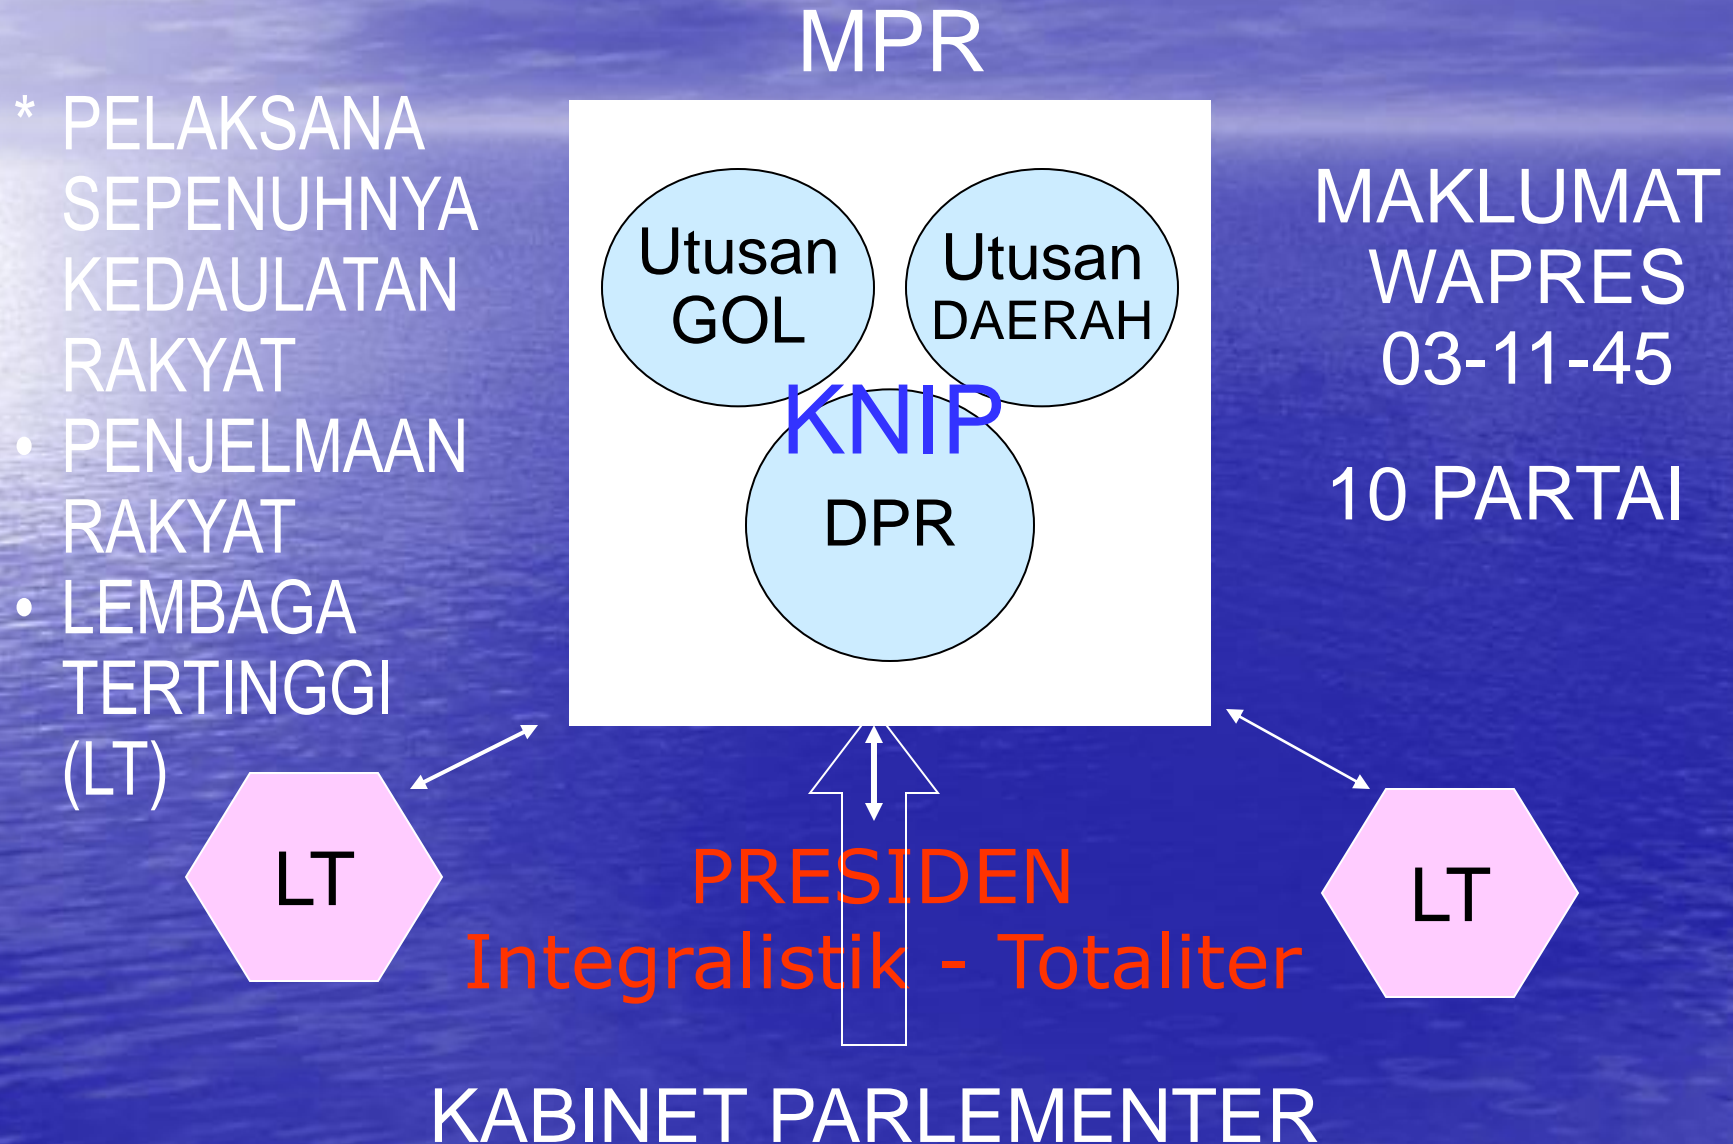 MPR
* PELAKSANA
SEPENUHNYA
KEDAULATAN
RAKYAT
• PENJELMAAN
RAKYAT
• LEMBAGA
TERTINGGI
(LT)
Utusan
GOL
Utusan
DAERAH
KNIP
DPR
MAKLUMAT
WAPRES
03-11-45
10 PARTAI
LT
PRESIDEN
Integralistik - Totaliter
LT
KABINET PARLEMENTER